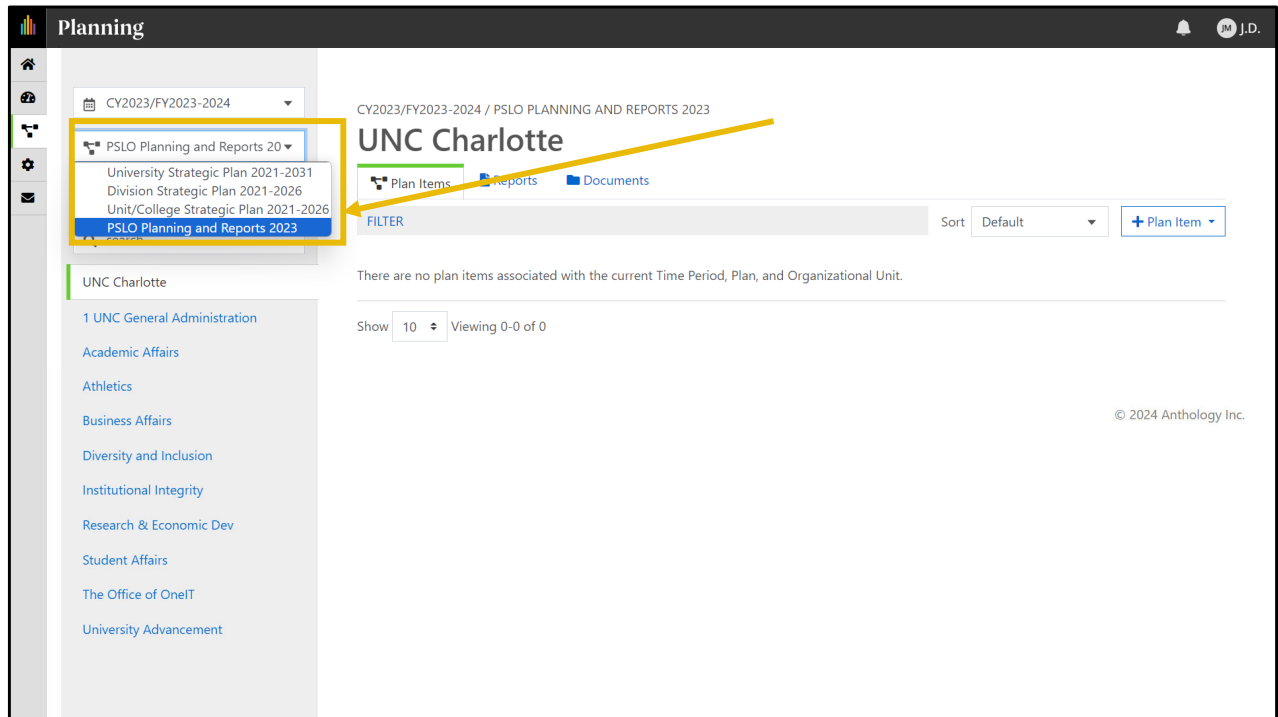 Planning
JM J.D.
CY2023/FY2023-2024
PSLO Planning and Reports 20
University Strategic Plan 2021-2031
Division Strategic Plan 2021-2026
Unit/College Strategic Plan 2021-2026
PSLO Planning and Reports 2023
search
UNC Charlotte
1 UNC General Administration
Academic Affairs
Athletics
Business Affairs
Diversity and Inclusion
Institutional Integrity
Research & Economic Dev
Student Affairs
The Office of OneIT
University Advancement
CY2023/FY2023-2024 / PSLO PLANNING AND REPORTS 2023
UNC Charlotte
Plan Items Reports Documents
FILTER Sort Default + Plan Item
There are no plan items associated with the current Time Period, Plan, and Organizational Unit.
Show 10 Viewing 0-0 of 0
© 2024 Anthology Inc.